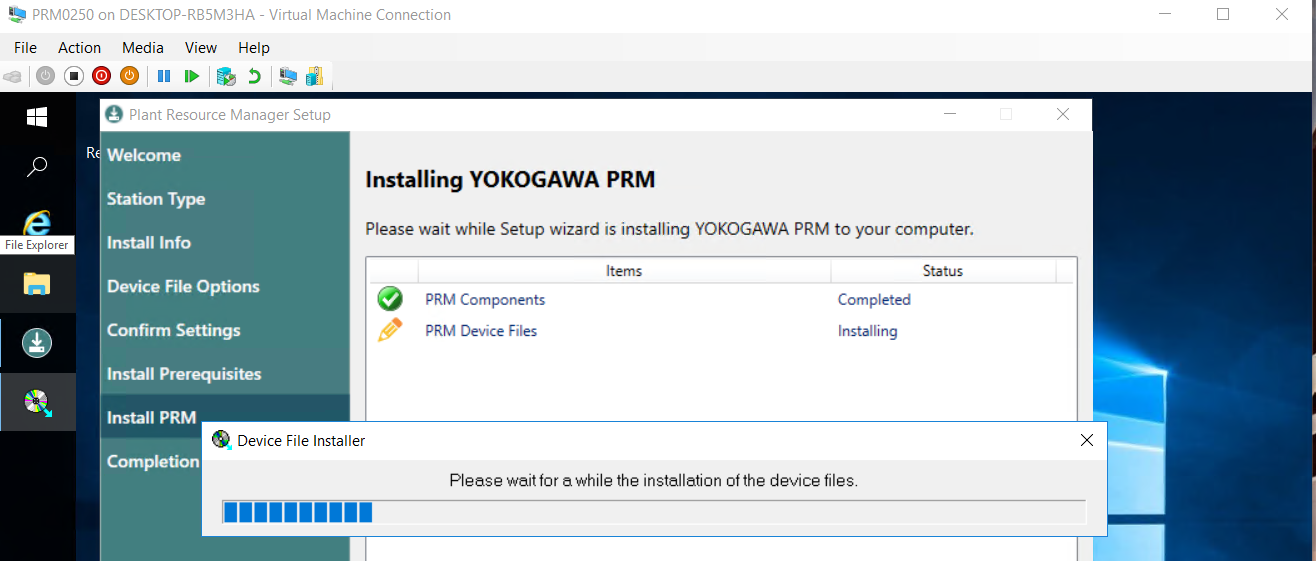 PRM0250 on DESKTOP-RB5M3HA - Virtual Machine Connection
File Action Media View Help
Plant Resource Manager Setup
Re
Welcome
Station Type
Install Info
Device File Options
Confirm Settings
Install Prerequisites
Install PRM
Completion
File Explorer
Installing YOKOGAWA PRM
Please wait while Setup wizard is installing YOKOGAWA PRM to your computer.
Items Status
PRM Components Completed
PRM Device Files Installing
Device File Installer
Please wait for a while the installation of the device files.